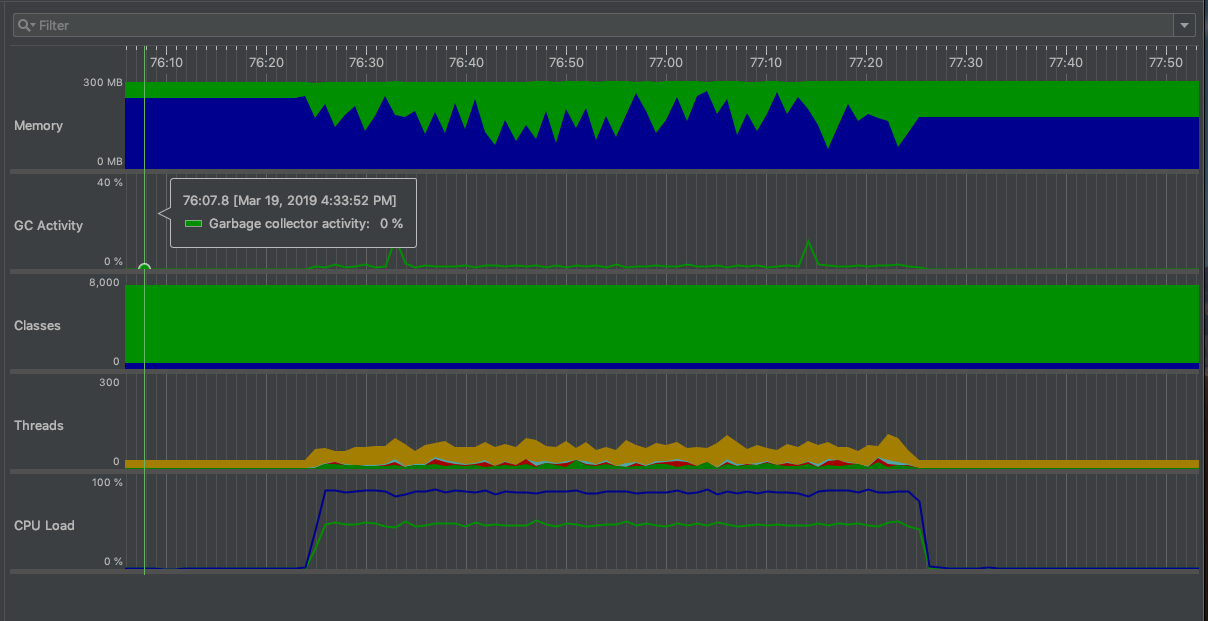 Filter
76:10 76:20 76:30 76:40 76:50 77:00 77:10 77:20 77:30 77:40 77:50
300 MB
Memory
0 MB
40 %
76:07.8 [Mar 19, 2019 4:33:52 PM]
Garbage collector activity: 0 %
GC Activity
0 %
8,000
Classes
0
300
Threads
0
100 %
CPU Load
0 %